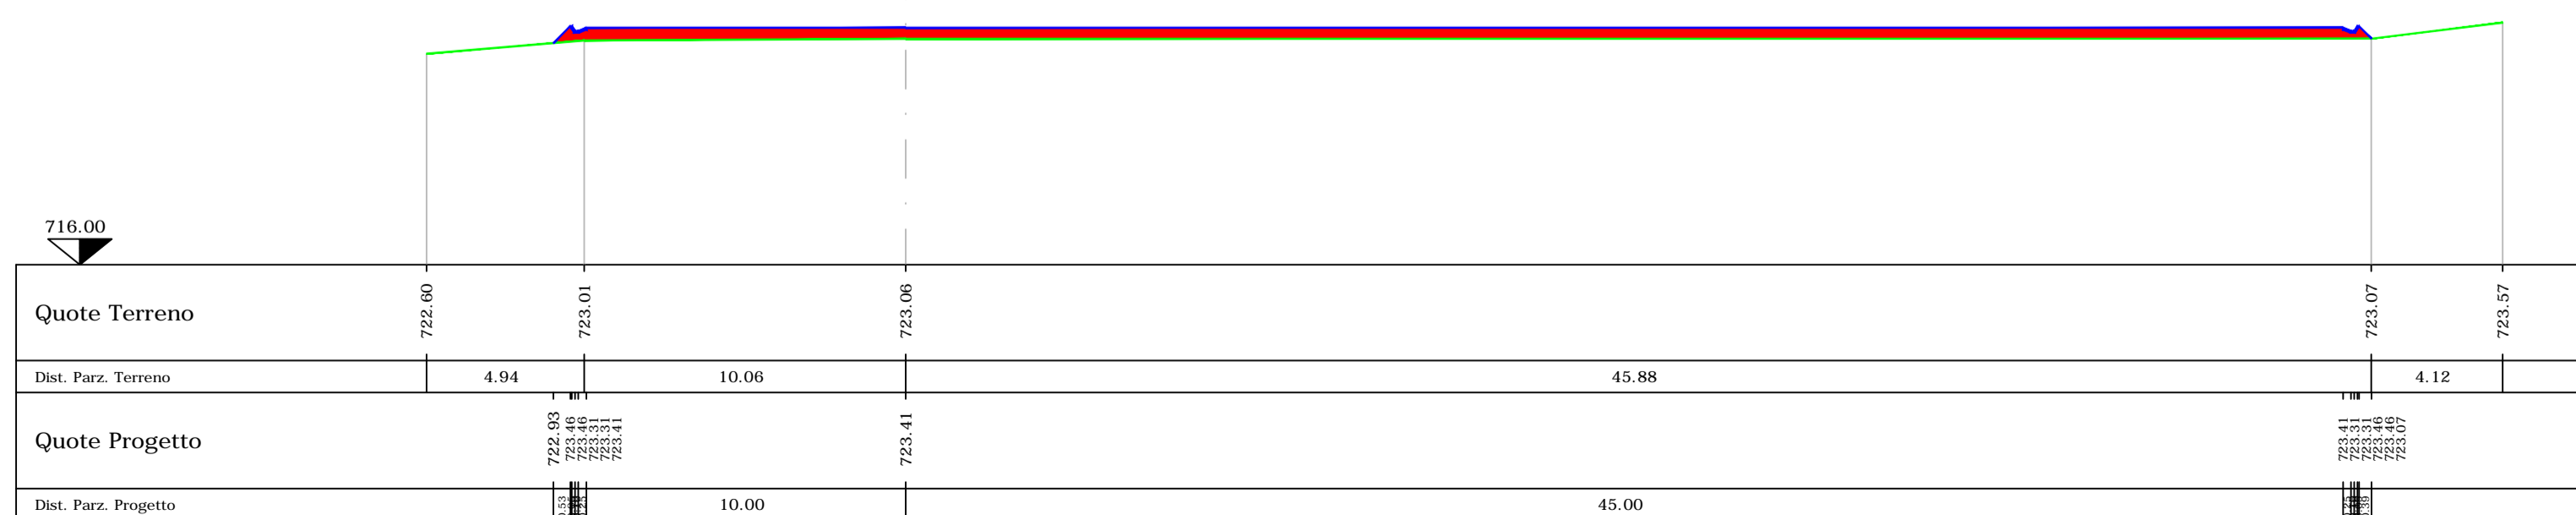 716.00
Quote Terreno 722.60 723.01 723.06 723.07 723.57
Dist. Parz. Terreno 4.94 10.06 45.88 4.12
Quote Progetto 722.93 723.46 723.46 723.31 723.31 723.41 723.41 723.41 723.31 723.31 723.46 723.46 723.07
Dist. Parz. Progetto 10.00 45.00